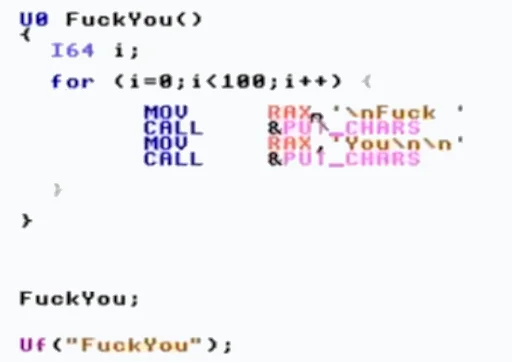 U0 FuckYou()
{
I64 i;
for (i=0;i<100;i++) {
MOV RAX,'\nFuck '
CALL &PUT_CHARS
MOV RAX,'You\n\n'
CALL &PUT_CHARS
}
}
FuckYou;
Uf("FuckYou");